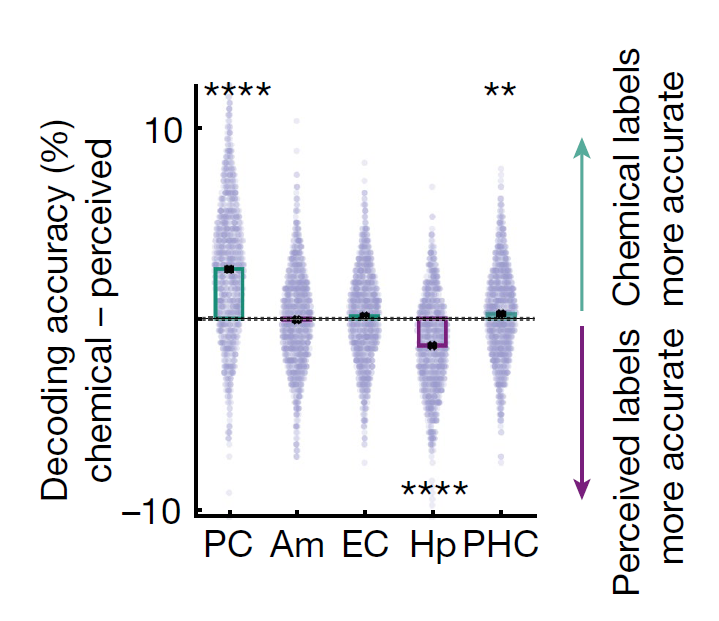 Decoding accuracy (%)
chemical – perceived
10
–10
****
**
****
PC Am EC Hp PHC
Chemical labels
more accurate
Perceived labels
more accurate